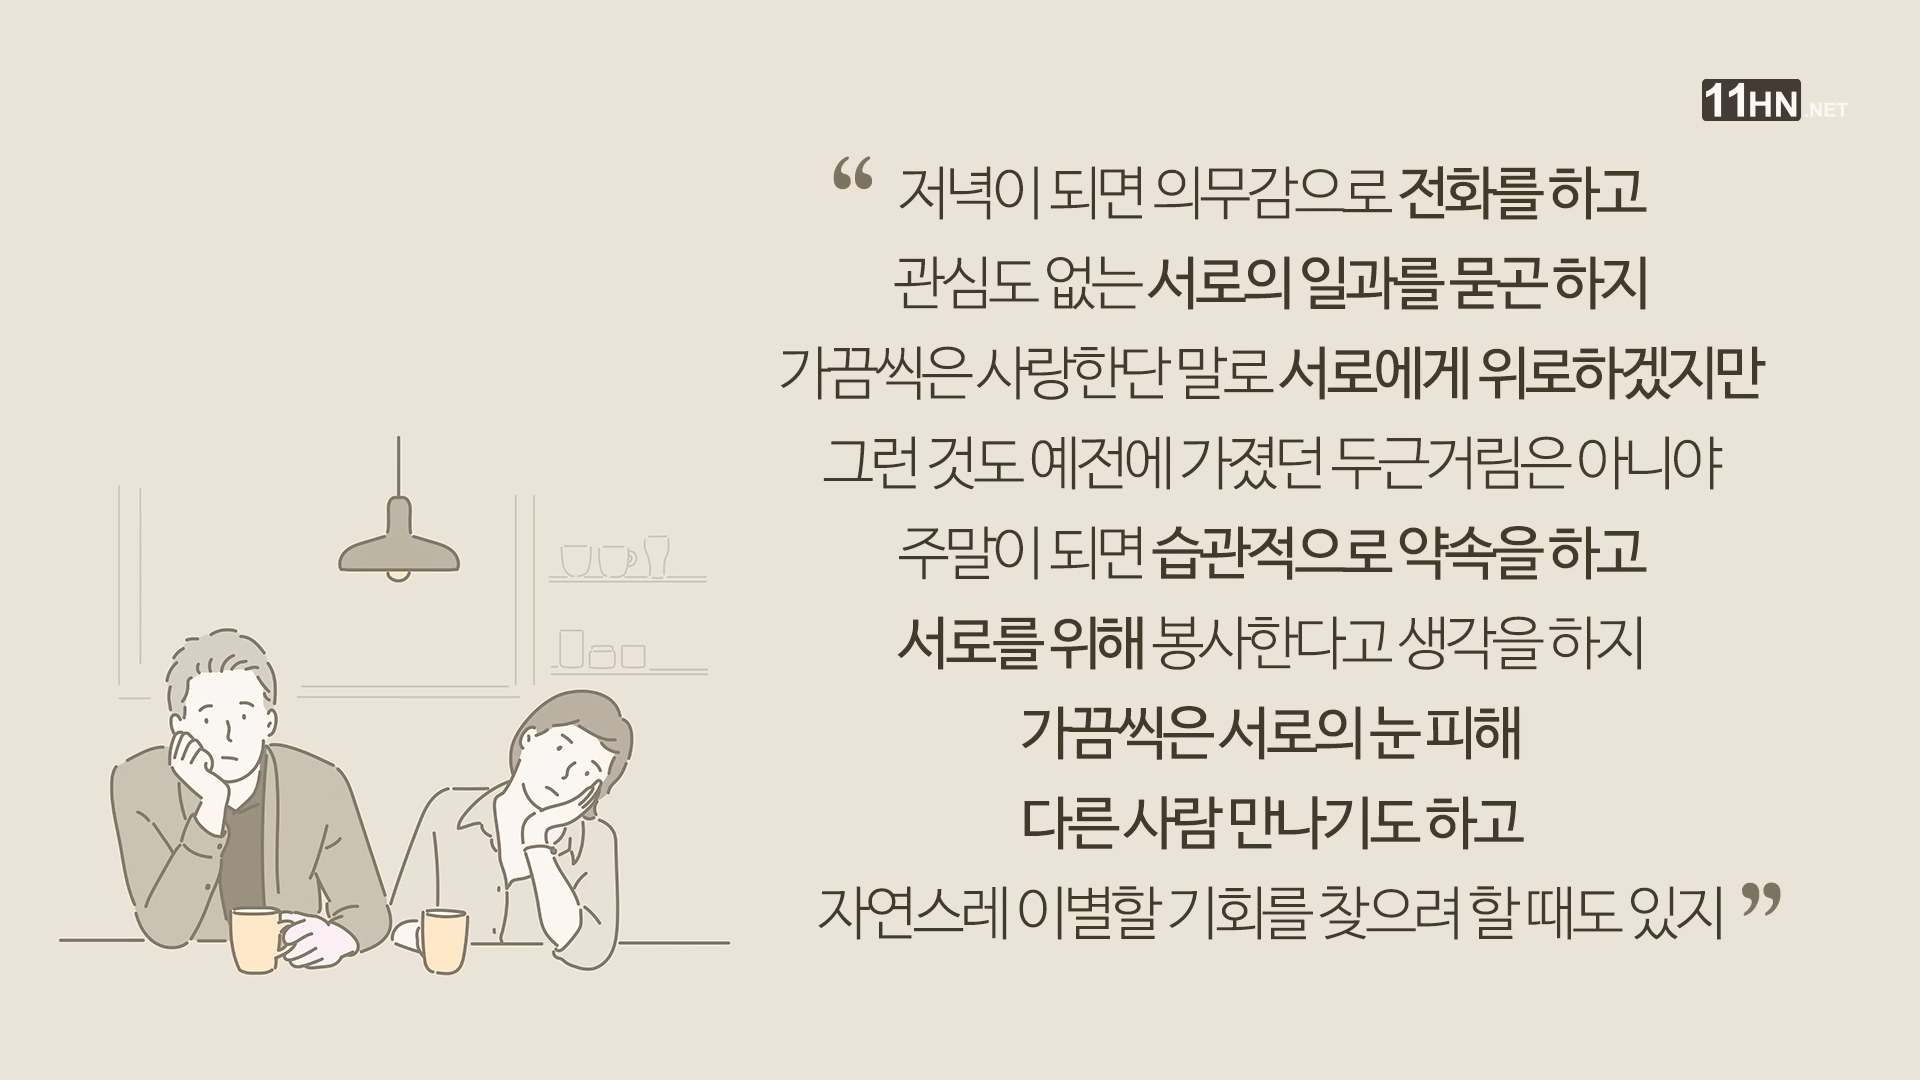 11HN.NET
“ 저녁이 되면 의무감으로 전화를 하고
관심도 없는 서로의 일과를 묻곤 하지
가끔씩은 사랑한단 말로 서로에게 위로하겠지만
그런 것도 예전에 가졌던 두근거림은 아니야
주말이 되면 습관적으로 약속을 하고
서로를 위해 봉사한다고 생각을 하지
가끔씩은 서로의 눈 피해
다른 사람 만나기도 하고
자연스레 이별할 기회를 찾으려 할 때도 있지 ”